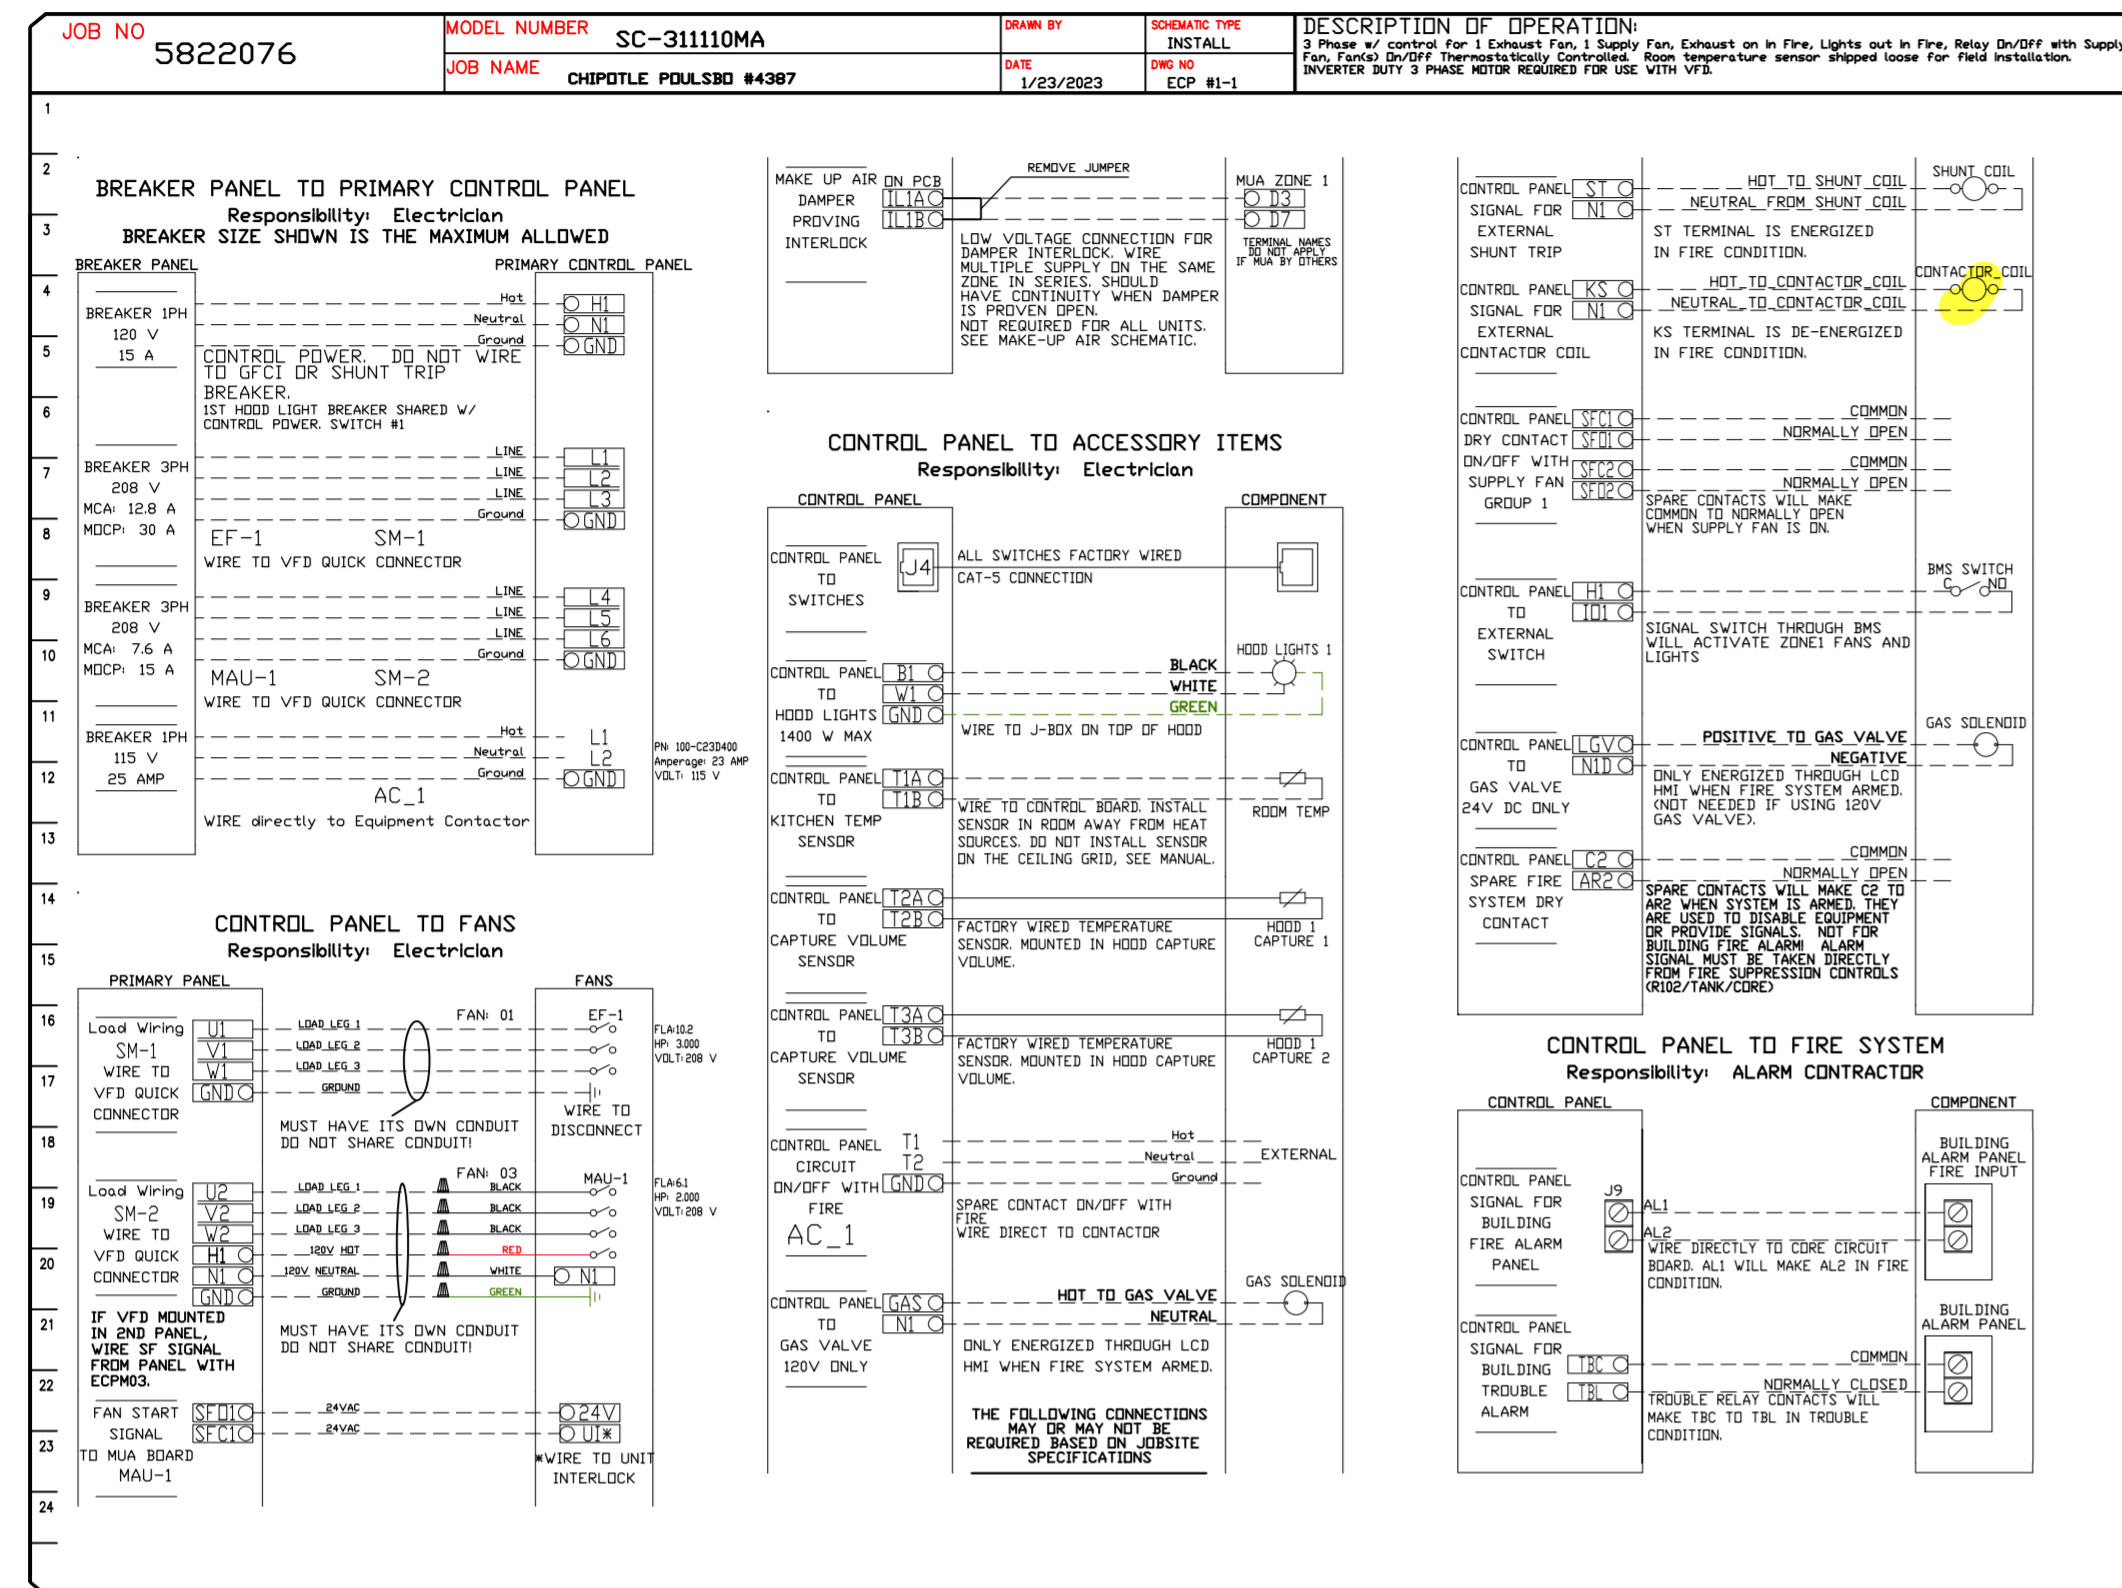 JOB NO
5822076
MODEL NUMBER
SC-311110MA
JOB NAME
CHIPOTLE POULSBO #4387
DRAWN BY
SCHEMATIC TYPE
INSTALL
DATE
1/23/2023
DWG NO
ECP #1-1
DESCRIPTION OF OPERATION:
3 Phase w/ control for 1 Exhaust Fan, 1 Supply Fan, Exhaust on in Fire, Lights out in Fire, Relay On/Off with Supply
Fan, Fan(s) On/Off Thermostatically Controlled. Room temperature sensor shipped loose for field installation.
INVERTER DUTY 3 PHASE MOTOR REQUIRED FOR USE WITH VFD.
1
2
3
4
5
6
7
8
9
10
11
12
13
14
15
16
17
18
19
20
21
22
23
24
BREAKER PANEL TO PRIMARY CONTROL PANEL
Responsibility: Electrician
BREAKER SIZE SHOWN IS THE MAXIMUM ALLOWED
BREAKER PANEL
PRIMARY CONTROL PANEL
BREAKER 1PH
120 V
15 A
Hot
H1
Neutral
N1
Ground
GND
CONTROL POWER. DO NOT WIRE
TO GFCI OR SHUNT TRIP
BREAKER.
1ST HOOD LIGHT BREAKER SHARED W/
CONTROL POWER. SWITCH #1
BREAKER 3PH
208 V
MCA: 12.8 A
MOCP: 30 A
LINE
L1
LINE
L2
LINE
L3
Ground
GND
EF-1
SM-1
WIRE TO VFD QUICK CONNECTOR
BREAKER 3PH
208 V
MCA: 7.6 A
MOCP: 15 A
LINE
L4
LINE
L5
LINE
L6
Ground
GND
MAU-1
SM-2
WIRE TO VFD QUICK CONNECTOR
BREAKER 1PH
115 V
25 AMP
Hot
L1
Neutral
L2
Ground
GND
PN: 100-C23D400
Amperage: 23 AMP
VOLT: 115 V
AC_1
WIRE directly to Equipment Contactor
CONTROL PANEL TO FANS
Responsibility: Electrician
PRIMARY PANEL
FANS
Load Wiring
SM-1
WIRE TO
VFD QUICK
CONNECTOR
U1
V1
W1
GND
LOAD LEG 1
LOAD LEG 2
LOAD LEG 3
GROUND
FAN: 01
EF-1
FLA:10.2
HP: 3.000
VOLT:208 V
MUST HAVE ITS OWN CONDUIT
DO NOT SHARE CONDUIT!
WIRE TO
DISCONNECT
Load Wiring
SM-2
WIRE TO
VFD QUICK
CONNECTOR
U2
V2
W2
H1
N1
GND
LOAD LEG 1
LOAD LEG 2
LOAD LEG 3
120V HOT
120V NEUTRAL
GROUND
FAN: 03
BLACK
BLACK
BLACK
RED
WHITE
GREEN
MAU-1
N1
FLA:6.1
HP: 2.000
VOLT:208 V
IF VFD MOUNTED
IN 2ND PANEL,
WIRE SF SIGNAL
FROM PANEL WITH
ECPM03.
MUST HAVE ITS OWN CONDUIT
DO NOT SHARE CONDUIT!
FAN START
SIGNAL
TO MUA BOARD
MAU-1
SFO1
SFC1
24VAC
24VAC
24V
UI*
*WIRE TO UNIT
INTERLOCK
MAKE UP AIR
DAMPER
PROVING
INTERLOCK
ON PCB
IL1A
IL1B
REMOVE JUMPER
MUA ZONE 1
D3
D7
TERMINAL NAMES
DO NOT APPLY
IF MUA BY OTHERS
LOW VOLTAGE CONNECTION FOR
DAMPER INTERLOCK. WIRE
MULTIPLE SUPPLY ON THE SAME
ZONE IN SERIES. SHOULD
HAVE CONTINUITY WHEN DAMPER
IS PROVEN OPEN.
NOT REQUIRED FOR ALL UNITS.
SEE MAKE-UP AIR SCHEMATIC.
CONTROL PANEL TO ACCESSORY ITEMS
Responsibility: Electrician
CONTROL PANEL
COMPONENT
CONTROL PANEL
TO
SWITCHES
J4
ALL SWITCHES FACTORY WIRED
CAT-5 CONNECTION
CONTROL PANEL
TO
HOOD LIGHTS
1400 W MAX
B1
W1
GND
BLACK
WHITE
GREEN
HOOD LIGHTS 1
WIRE TO J-BOX ON TOP OF HOOD
CONTROL PANEL
TO
KITCHEN TEMP
SENSOR
T1A
T1B
ROOM TEMP
WIRE TO CONTROL BOARD. INSTALL
SENSOR IN ROOM AWAY FROM HEAT
SOURCES. DO NOT INSTALL SENSOR
ON THE CEILING GRID, SEE MANUAL.
CONTROL PANEL
TO
CAPTURE VOLUME
SENSOR
T2A
T2B
FACTORY WIRED TEMPERATURE
SENSOR. MOUNTED IN HOOD CAPTURE
VOLUME.
HOOD 1
CAPTURE 1
CONTROL PANEL
TO
CAPTURE VOLUME
SENSOR
T3A
T3B
FACTORY WIRED TEMPERATURE
SENSOR. MOUNTED IN HOOD CAPTURE
VOLUME.
HOOD 1
CAPTURE 2
CONTROL PANEL
CIRCUIT
ON/OFF WITH
FIRE
AC_1
T1
T2
GND
Hot
Neutral
Ground
EXTERNAL
SPARE CONTACT ON/OFF WITH
FIRE
WIRE DIRECT TO CONTACTOR
CONTROL PANEL
TO
GAS VALVE
120V ONLY
GAS
N1
HOT TO GAS VALVE
NEUTRAL
GAS SOLENOID
ONLY ENERGIZED THROUGH LCD
HMI WHEN FIRE SYSTEM ARMED.
THE FOLLOWING CONNECTIONS
MAY OR MAY NOT BE
REQUIRED BASED ON JOBSITE
SPECIFICATIONS
CONTROL PANEL
SIGNAL FOR
EXTERNAL
SHUNT TRIP
ST
N1
HOT TO SHUNT COIL
NEUTRAL FROM SHUNT COIL
SHUNT COIL
ST TERMINAL IS ENERGIZED
IN FIRE CONDITION.
CONTROL PANEL
SIGNAL FOR
EXTERNAL
CONTACTOR COIL
KS
N1
HOT TO CONTACTOR COIL
NEUTRAL TO CONTACTOR COIL
CONTACTOR COIL
KS TERMINAL IS DE-ENERGIZED
IN FIRE CONDITION.
CONTROL PANEL
DRY CONTACT
ON/OFF WITH
SUPPLY FAN
GROUP 1
SFC1
SFO1
SFC2
SFO2
COMMON
NORMALLY OPEN
COMMON
NORMALLY OPEN
SPARE CONTACTS WILL MAKE
COMMON TO NORMALLY OPEN
WHEN SUPPLY FAN IS ON.
CONTROL PANEL
TO
EXTERNAL
SWITCH
H1
IO1
BMS SWITCH
C
NO
SIGNAL SWITCH THROUGH BMS
WILL ACTIVATE ZONE1 FANS AND
LIGHTS
CONTROL PANEL
TO
GAS VALVE
24V DC ONLY
LGV
N1D
POSITIVE TO GAS VALVE
NEGATIVE
GAS SOLENOID
ONLY ENERGIZED THROUGH LCD
HMI WHEN FIRE SYSTEM ARMED.
(NOT NEEDED IF USING 120V
GAS VALVE).
CONTROL PANEL
SPARE FIRE
SYSTEM DRY
CONTACT
C2
AR2
COMMON
NORMALLY OPEN
SPARE CONTACTS WILL MAKE C2 TO
AR2 WHEN SYSTEM IS ARMED. THEY
ARE USED TO DISABLE EQUIPMENT
OR PROVIDE SIGNALS. NOT FOR
BUILDING FIRE ALARM! ALARM
SIGNAL MUST BE TAKEN DIRECTLY
FROM FIRE SUPPRESSION CONTROLS
(R102/TANK/CORE)
CONTROL PANEL TO FIRE SYSTEM
Responsibility: ALARM CONTRACTOR
CONTROL PANEL
COMPONENT
CONTROL PANEL
SIGNAL FOR
BUILDING
FIRE ALARM
PANEL
J9
AL1
AL2
WIRE DIRECTLY TO CORE CIRCUIT
BOARD. AL1 WILL MAKE AL2 IN FIRE
CONDITION.
BUILDING
ALARM PANEL
FIRE INPUT
CONTROL PANEL
SIGNAL FOR
BUILDING
TROUBLE
ALARM
TBC
TBL
COMMON
NORMALLY CLOSED
TROUBLE RELAY CONTACTS WILL
MAKE TBC TO TBL IN TROUBLE
CONDITION.
BUILDING
ALARM PANEL